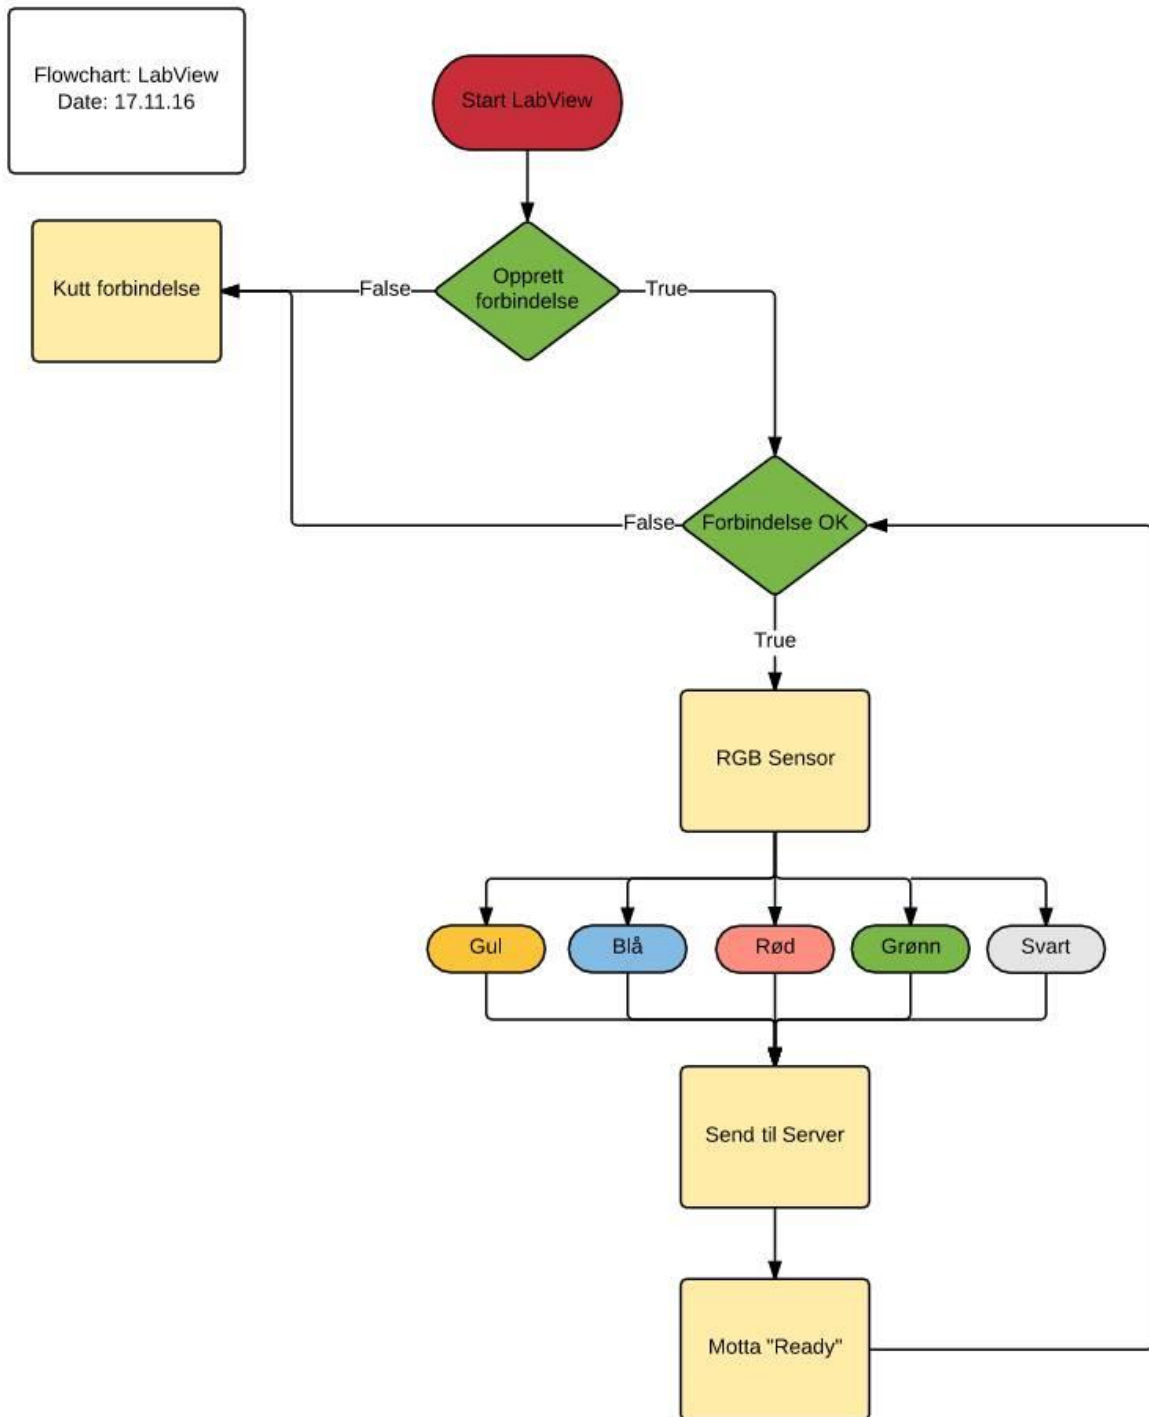 Flowchart: LabView
Date: 17.11.16
Start LabView
Kutt forbindelse
False
Opprett
forbindelse
True
False
Forbindelse OK
True
RGB Sensor
Gul
Blå
Rød
Grønn
Svart
Send til Server
Motta "Ready"